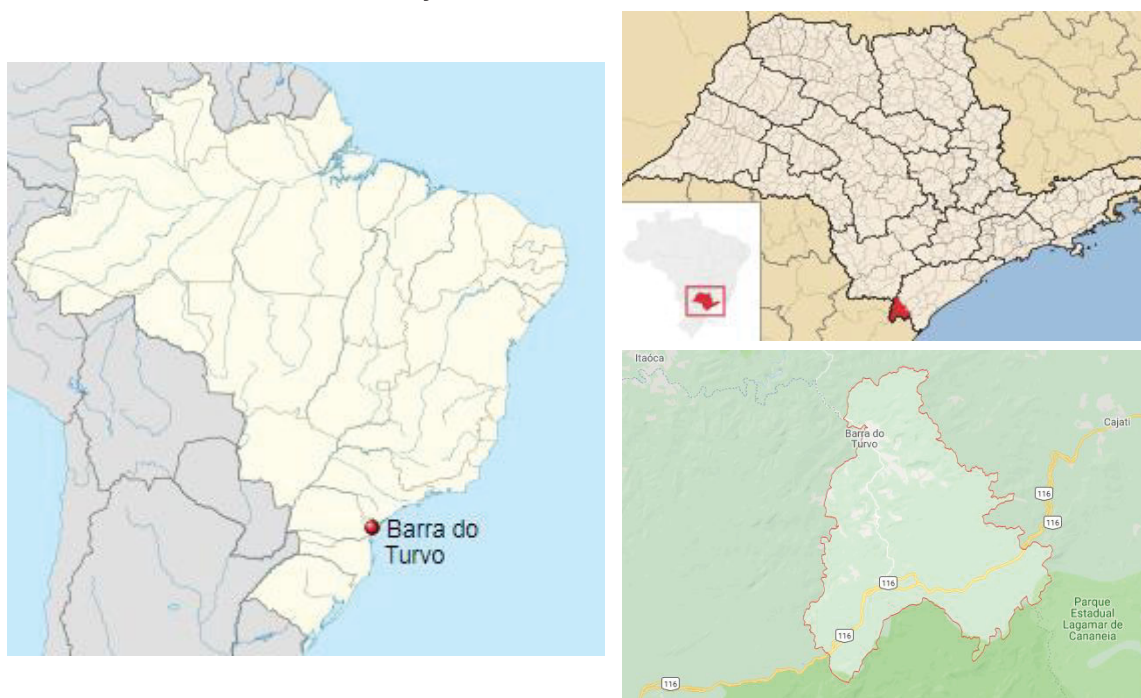 Barra do
Turvo
Itaóca
Barra do
Turvo
Cajati
116
116
116
116
116
Parque
Estadual
Lagamar de
Cananeia